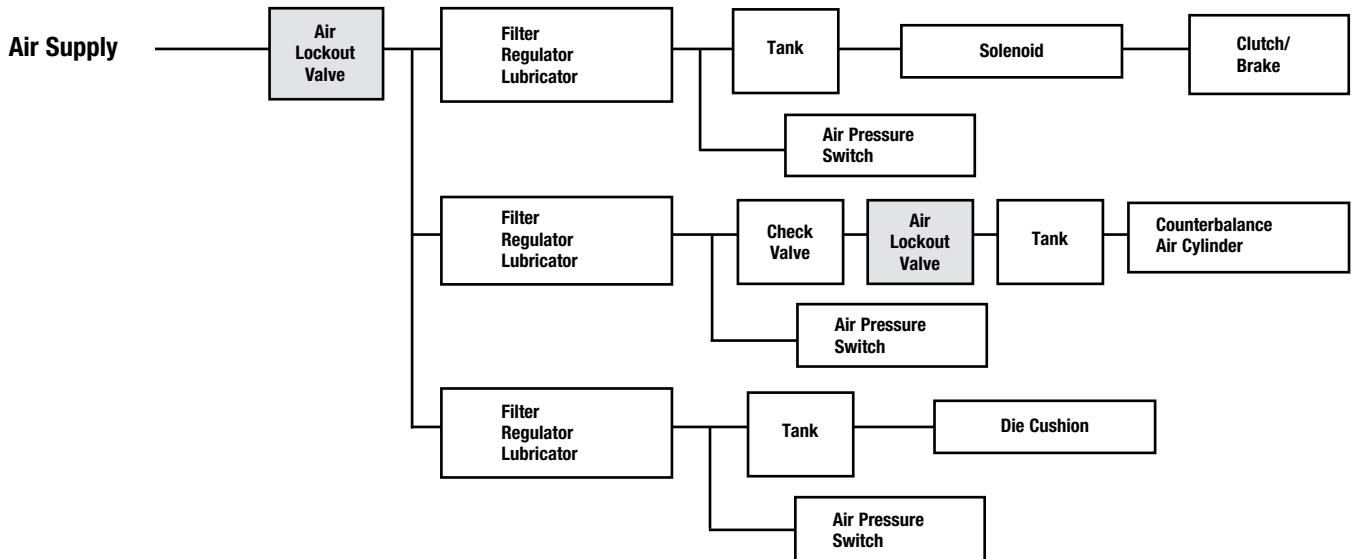 Air Supply
Air
Lockout
Valve
Filter
Regulator
Lubricator
Tank
Solenoid
Clutch/
Brake
Air Pressure
Switch
Filter
Regulator
Lubricator
Check
Valve
Air
Lockout
Valve
Tank
Counterbalance
Air Cylinder
Air Pressure
Switch
Filter
Regulator
Lubricator
Tank
Die Cushion
Air Pressure
Switch